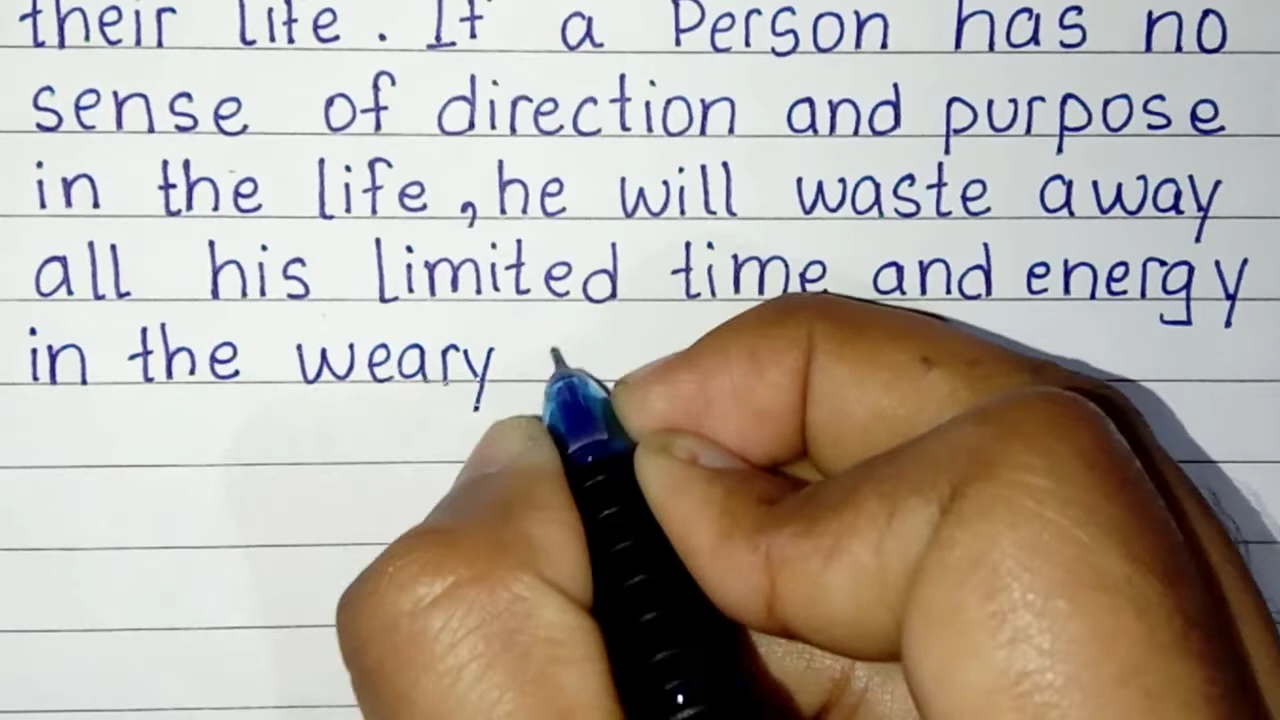 their life. If a Person has no
sense of direction and purpose
in the life, he will waste away
all his limited time and energy
in the weary